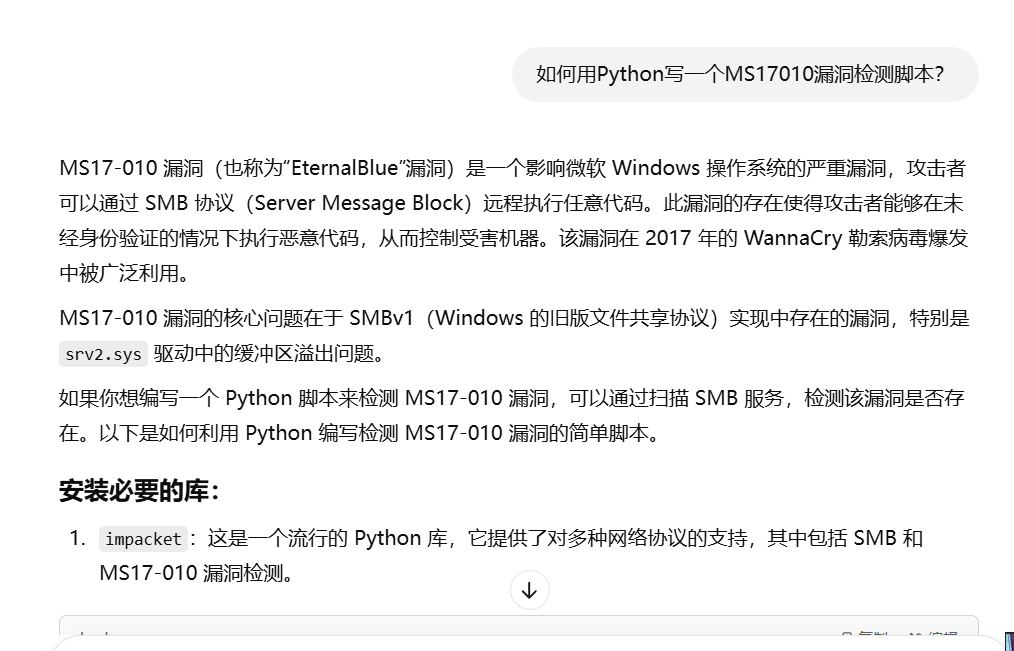 如何用Python写一个MS17010漏洞检测脚本？
MS17-010 漏洞（也称为“EternalBlue”漏洞）是一个影响微软 Windows 操作系统的严重漏洞，攻击者
可以通过 SMB 协议（Server Message Block）远程执行任意代码。此漏洞的存在使得攻击者能够在未
经身份验证的情况下执行恶意代码，从而控制受害机器。该漏洞在 2017 年的 WannaCry 勒索病毒爆发
中被广泛利用。
MS17-010 漏洞的核心问题在于 SMBv1（Windows 的旧版文件共享协议）实现中存在的漏洞，特别是
srv2.sys 驱动中的缓冲区溢出问题。
如果你想编写一个 Python 脚本来检测 MS17-010 漏洞，可以通过扫描 SMB 服务，检测该漏洞是否存
在。以下是如何利用 Python 编写检测 MS17-010 漏洞的简单脚本。
安装必要的库：
1. impacket：这是一个流行的 Python 库，它提供了对多种网络协议的支持，其中包括 SMB 和
MS17-010 漏洞检测。